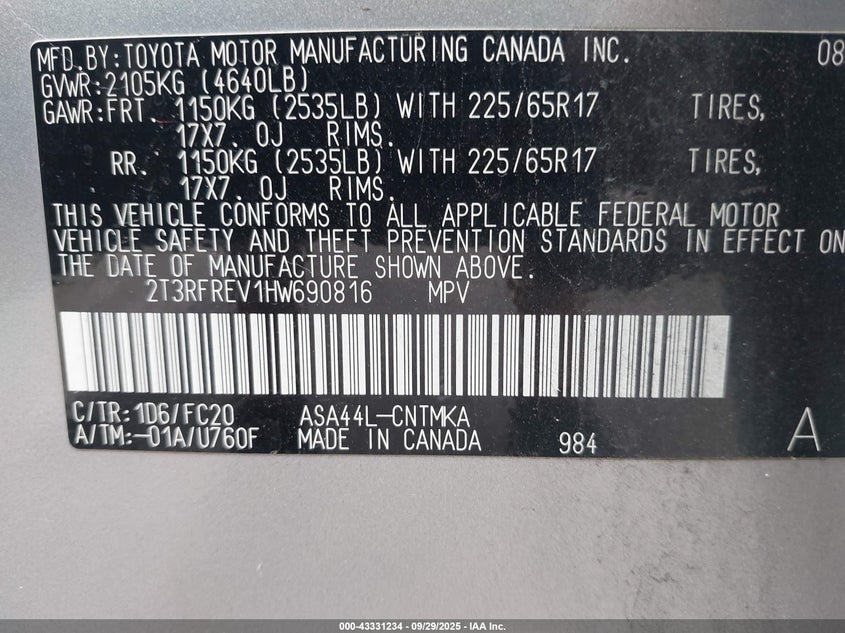 MFD.BY:TOYOTA MOTOR MANUFACTURING CANADA INC. 08
GVWR:2105KG (4640LB)
GAWR:FRT. 1150KG (2535LB) WITH 225/65R17 TIRES,
17X7. 0J RIMS.
RR. 1150KG (2535LB) WITH 225/65R17 TIRES,
17X7. 0J RIMS.
THIS VEHICLE CONFORMS TO ALL APPLICABLE FEDERAL MOTOR
VEHICLE SAFETY AND THEFT PREVENTION STANDARDS IN EFFECT ON
THE DATE OF MANUFACTURE SHOWN ABOVE.
2T3RFREV1HW690816 MPV
C/TR:1D6/FC20 ASA44L-CNTMKA
A/TM:-01A/U760F MADE IN CANADA 984 A
000-43331234 - 09/29/2025 - IAA Inc.